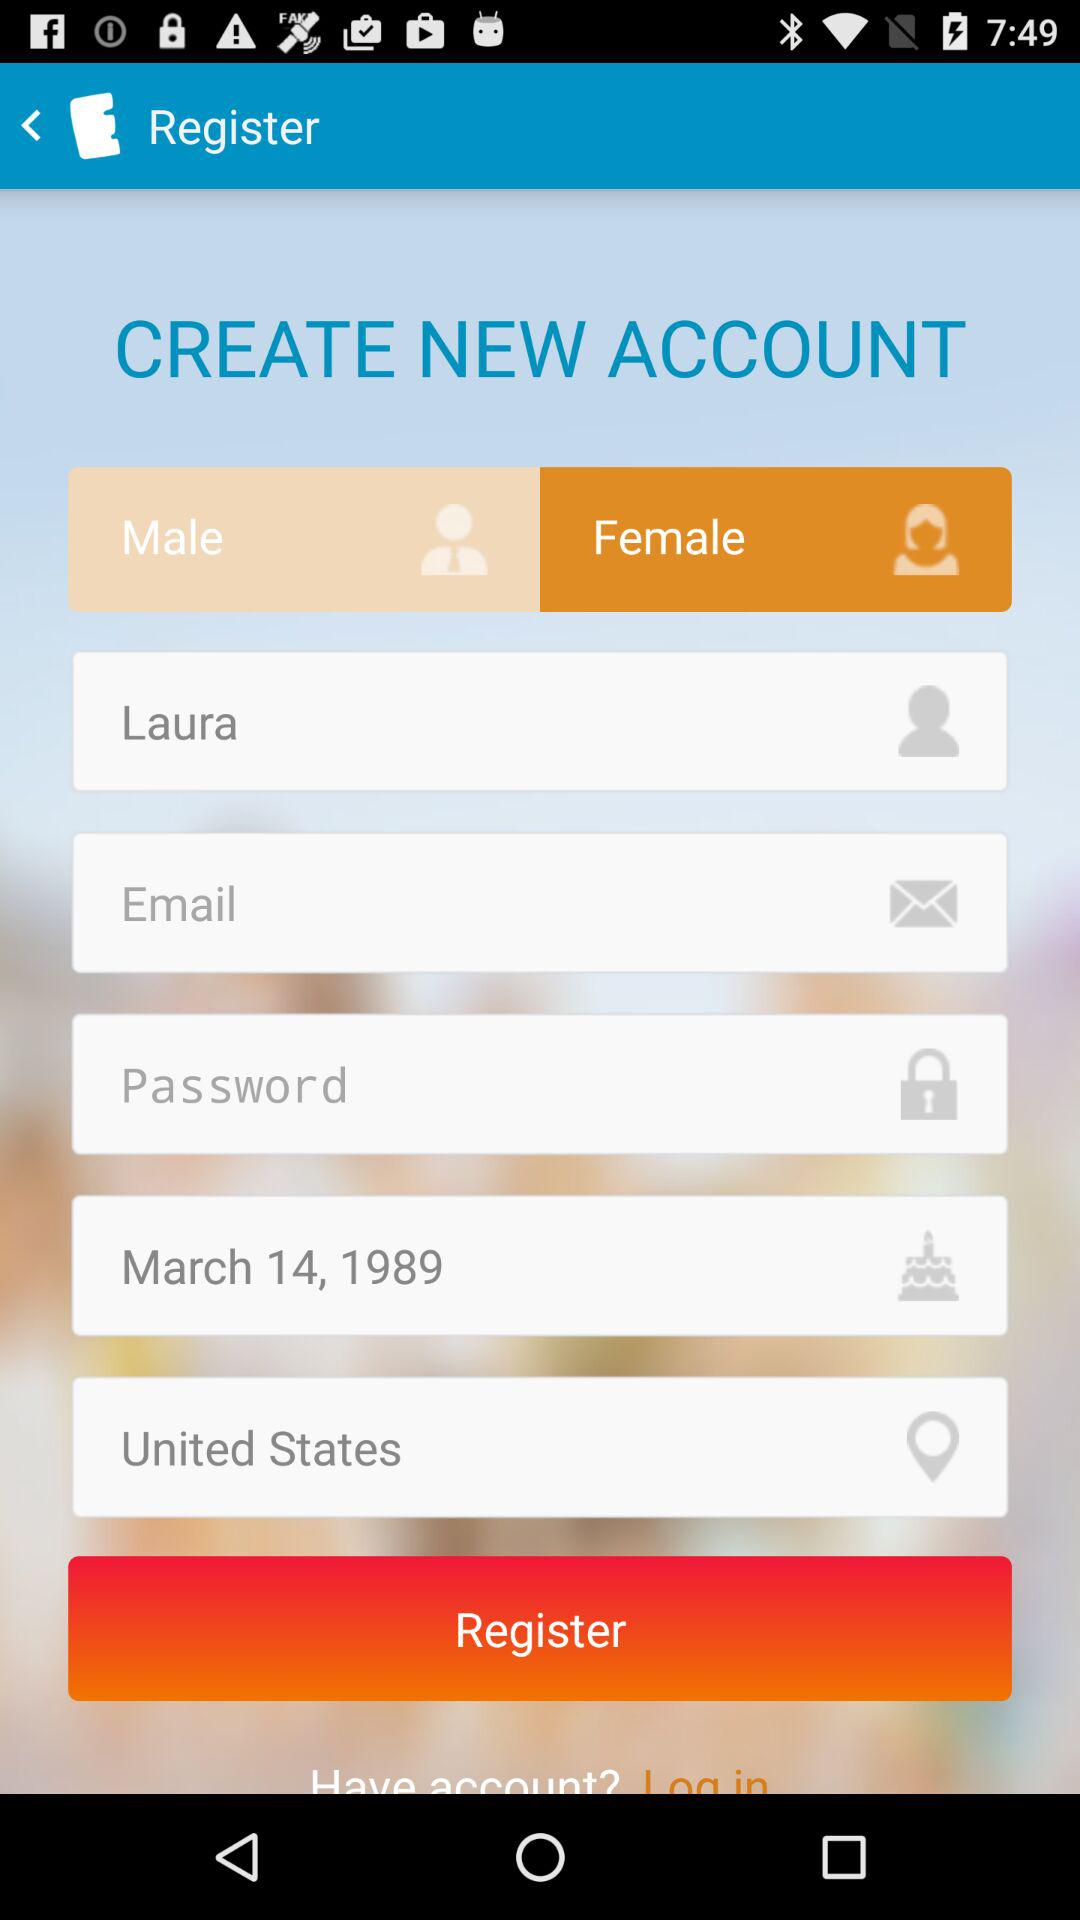 FAKE 7:49
Register
CREATE NEW ACCOUNT
Male Female
Laura
Email
Password
March 14, 1989
United States
Register
Have account? Log in